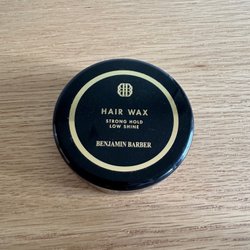 HAIR WAX
STRONG HOLD
LOW SHINE
BENJAMIN BARBER